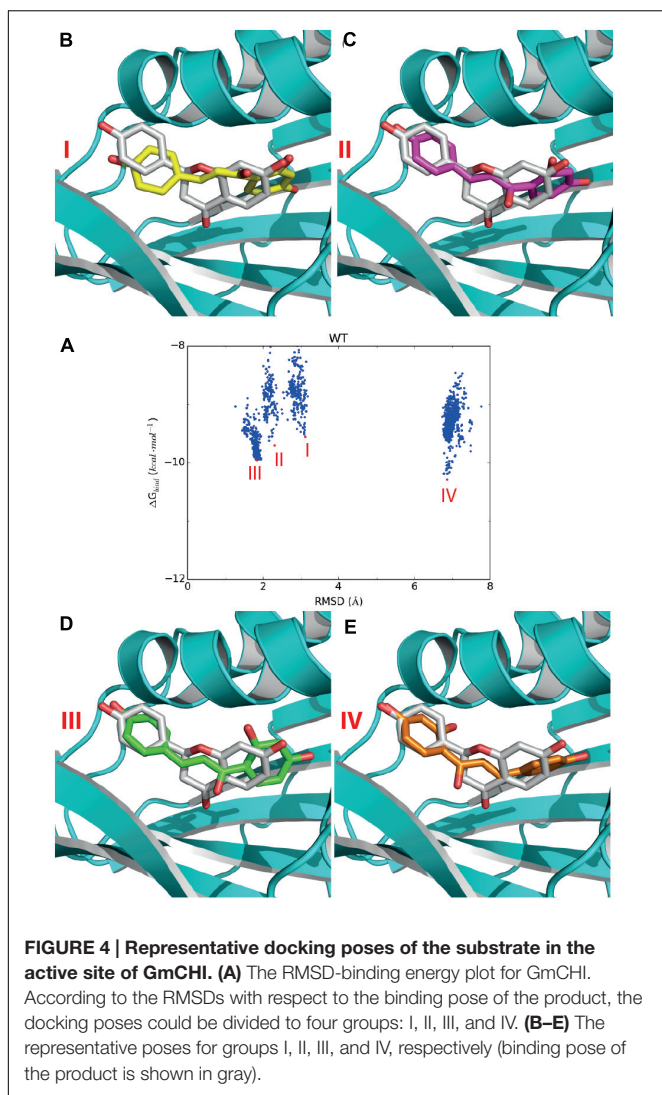 B
C
I
II
A
WT
−8
−10
−12
ΔG_bind (kcal·mol⁻¹)
III
II
I
IV
0
2
4
6
8
RMSD (Å)
D
E
III
IV
FIGURE 4 | Representative docking poses of the substrate in the
active site of GmCHI. (A) The RMSD-binding energy plot for GmCHI.
According to the RMSDs with respect to the binding pose of the product, the
docking poses could be divided to four groups: I, II, III, and IV. (B–E) The
representative poses for groups I, II, III, and IV, respectively (binding pose of
the product is shown in gray).